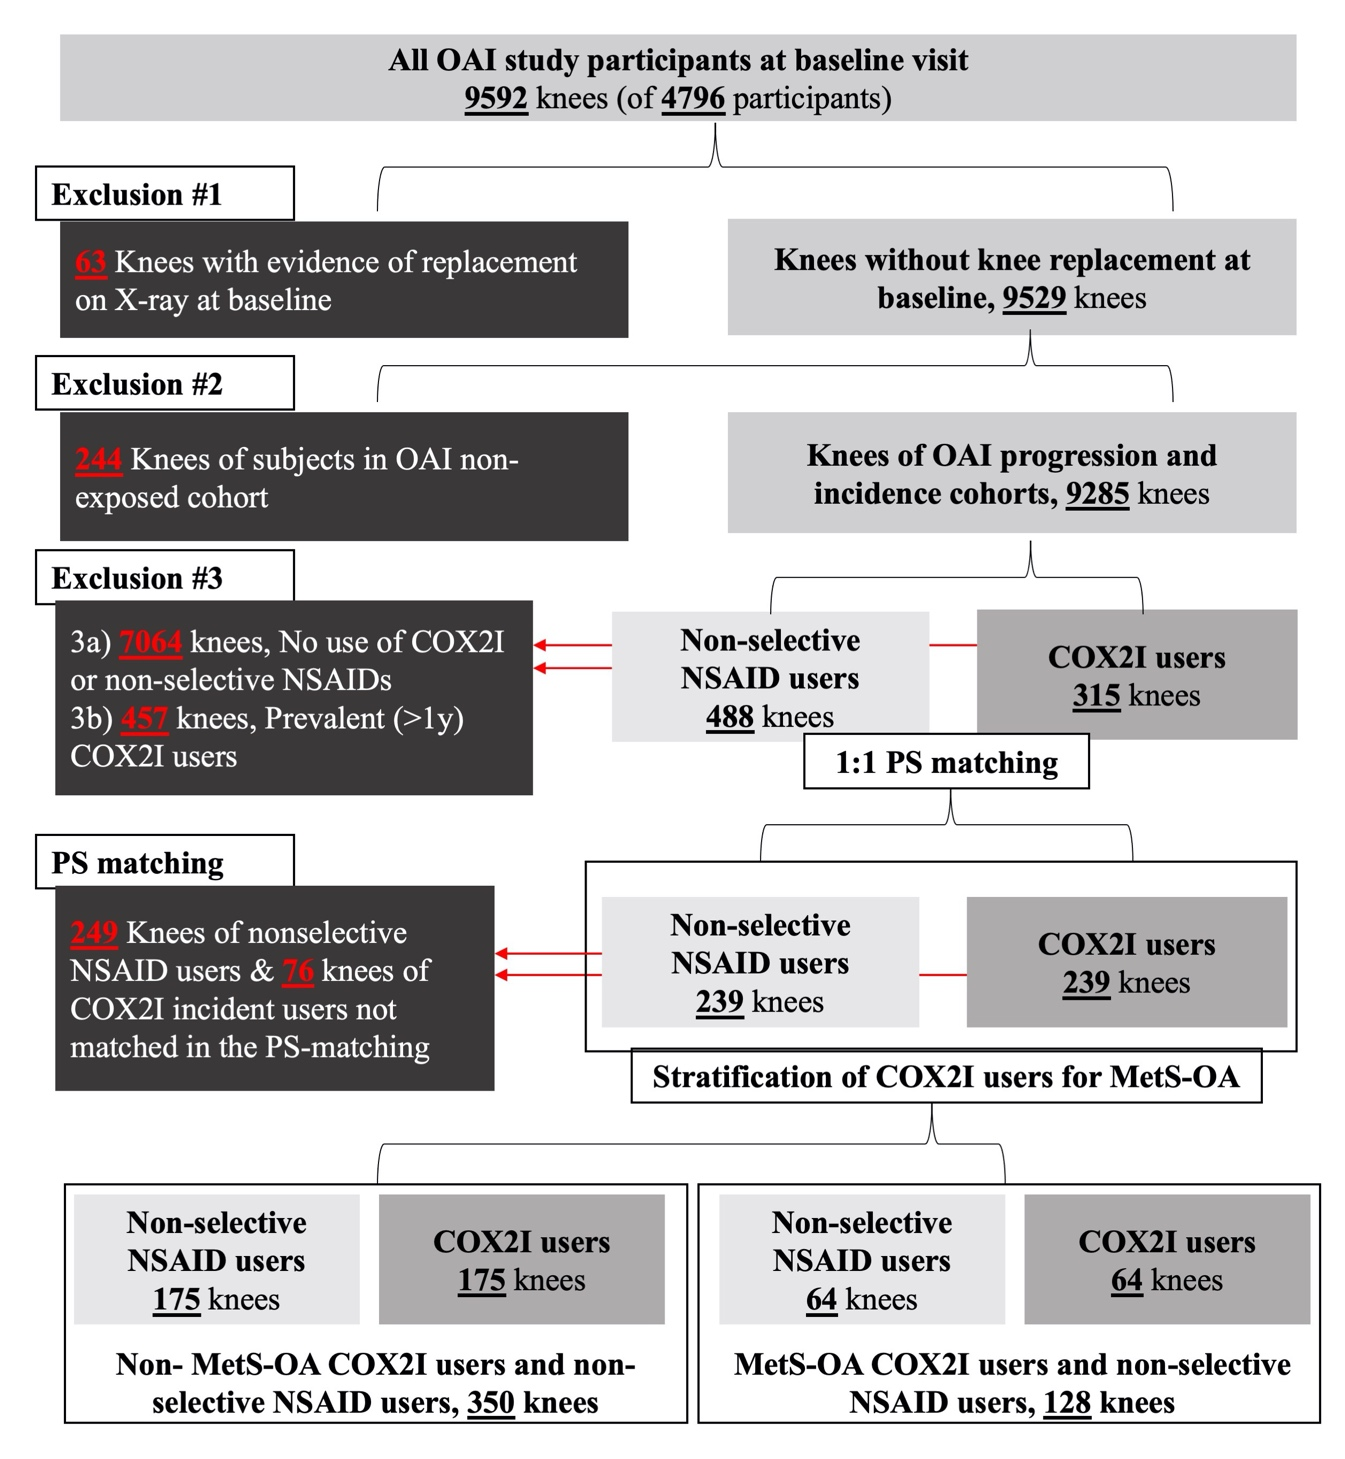 All OAI study participants at baseline visit
9592 knees (of 4796 participants)
Exclusion #1
63 Knees with evidence of replacement
on X-ray at baseline
Knees without knee replacement at
baseline, 9529 knees
Exclusion #2
244 Knees of subjects in OAI non-
exposed cohort
Knees of OAI progression and
incidence cohorts, 9285 knees
Exclusion #3
3a) 7064 knees, No use of COX2I
or non-selective NSAIDs
3b) 457 knees, Prevalent (>1y)
COX2I users
Non-selective
NSAID users
488 knees
COX2I users
315 knees
1:1 PS matching
PS matching
249 Knees of nonselective
NSAID users & 76 knees of
COX2I incident users not
matched in the PS-matching
Non-selective
NSAID users
239 knees
COX2I users
239 knees
Stratification of COX2I users for MetS-OA
Non-selective
NSAID users
175 knees
COX2I users
175 knees
Non- MetS-OA COX2I users and non-
selective NSAID users, 350 knees
Non-selective
NSAID users
64 knees
COX2I users
64 knees
MetS-OA COX2I users and non-selective
NSAID users, 128 knees